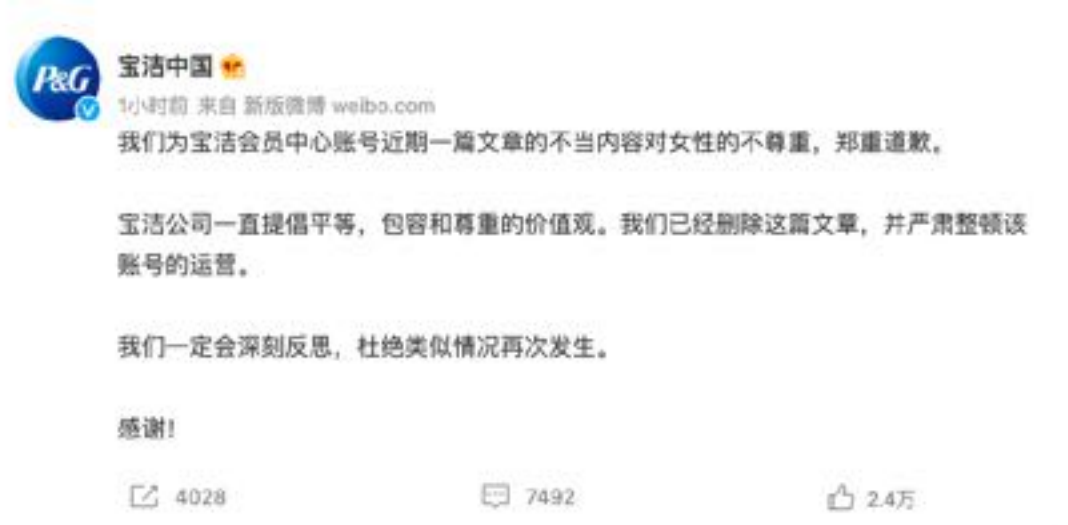 P&G
宝洁中国
1小时前 来自 新版微博 weibo.com
我们为宝洁会员中心账号近期一篇文章的不当内容对女性的不尊重，郑重道歉。
宝洁公司一直提倡平等，包容和尊重的价值观。我们已经删除这篇文章，并严肃整顿该
账号的运营。
我们一定会深刻反思，杜绝类似情况再次发生。
感谢!
4028 7492 2.4万